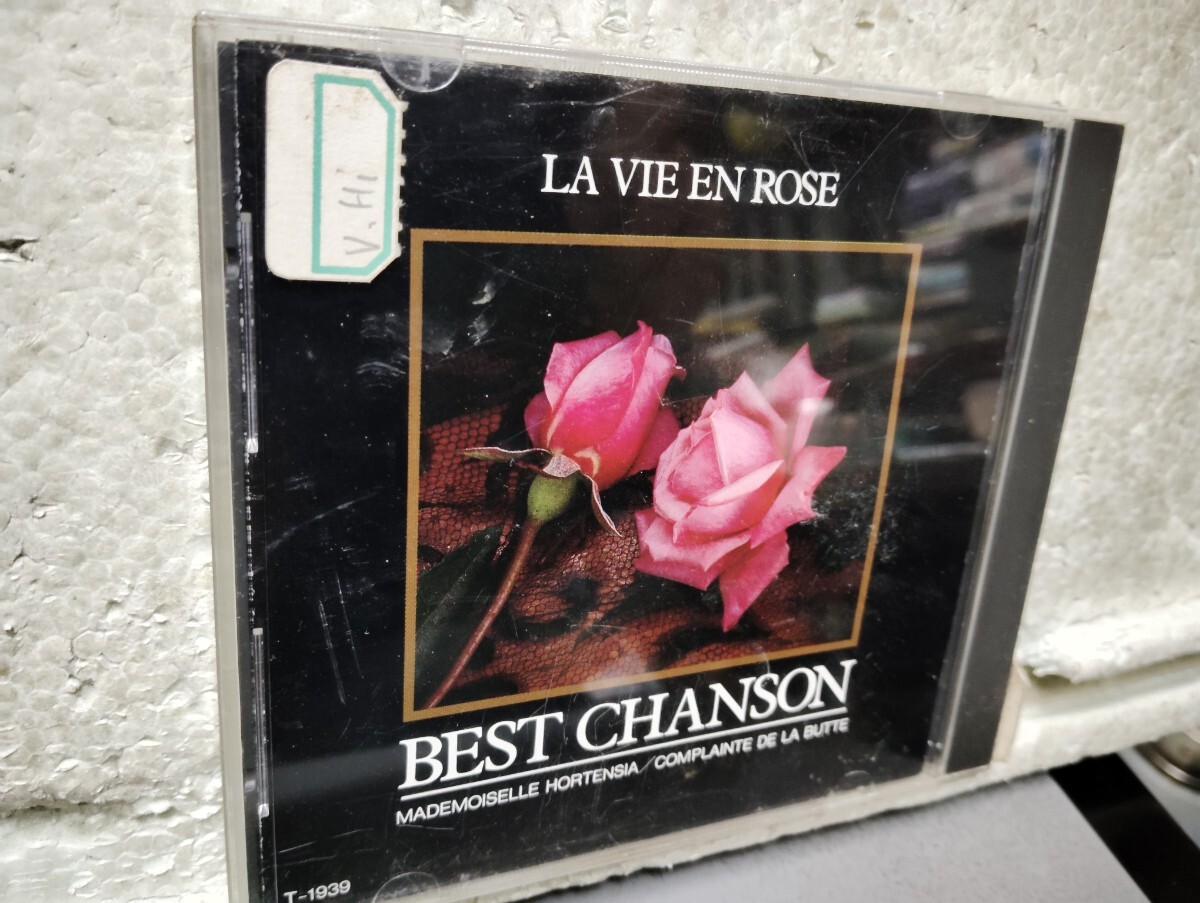 V.Hi
LA VIE EN ROSE
BEST CHANSON
MADEMOISELLE HORTENSIA/COMPLAINTE DE LA BUTTE
T-1939